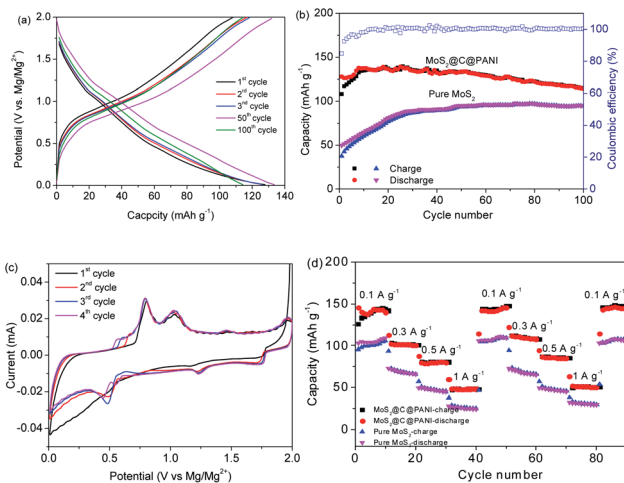 (a)
Potential (V vs. Mg/Mg²⁺)
2.0
1.5
1.0
0.5
0.0
1ˢᵗ cycle
2ʳᵈ cycle
3ⁿᵈ cycle
50ᵗʰ cycle
100ᵗʰ cycle
0 20 40 60 80 100 120 140
Cacpcity (mAh g⁻¹)
(b)
Capacity (mAh g⁻¹)
200
150
100
50
0
MoS₂@C@PANI
Pure MoS₂
Charge
Discharge
100
80
60
40
20
0
Coulombic efficiency (%)
0 20 40 60 80 100
Cycle number
(c)
Current (mA)
0.04
0.02
0.00
-0.02
-0.04
1ˢᵗ cycle
2ⁿᵈ cycle
3ʳᵈ cycle
4ᵗʰ cycle
0.0 0.5 1.0 1.5 2.0
Potential (V vs Mg/Mg²⁺)
(d)
Capacity (mAh g⁻¹)
200
150
100
50
0
0.1 A g⁻¹
0.3 A g⁻¹
0.5 A g⁻¹
1 A g⁻¹
0.1 A g⁻¹
0.3 A g⁻¹
0.5 A g⁻¹
1 A g⁻¹
0.1 A g⁻¹
MoS₂@C@PANI-charge
MoS₂@C@PANI-discharge
Pure MoS₂-charge
Pure MoS₂-discharge
0 20 40 60 80
Cycle number